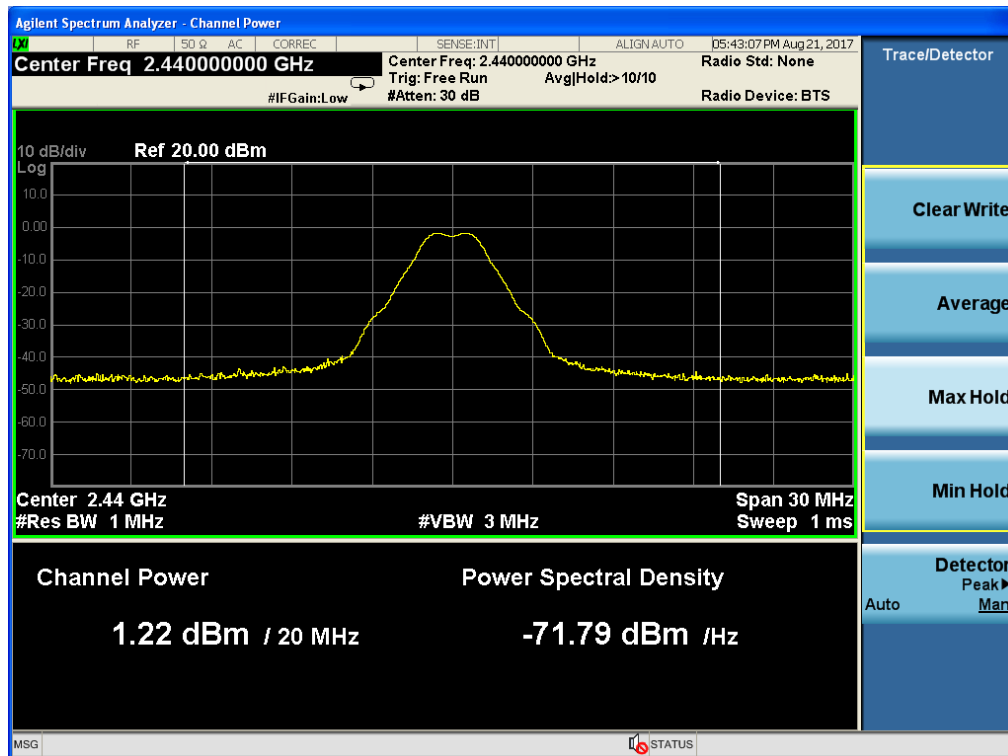 Agilent Spectrum Analyzer - Channel Power
LXI RF 50 Ω AC CORREC SENSE:INT ALIGN AUTO 05:43:07 PM Aug 21, 2017
Center Freq 2.440000000 GHz
Center Freq: 2.440000000 GHz
Radio Std: None
Trig: Free Run
Avg|Hold:> 10/10
#IFGain:Low
#Atten: 30 dB
Radio Device: BTS
10 dB/div
Ref 20.00 dBm
Log
10.0
0.00
-10.0
-20.0
-30.0
-40.0
-50.0
-60.0
-70.0
Center 2.44 GHz
Span 30 MHz
#Res BW 1 MHz
#VBW 3 MHz
Sweep 1 ms
Channel Power
Power Spectral Density
1.22 dBm / 20 MHz
-71.79 dBm /Hz
MSG
STATUS
Trace/Detector
Clear Write
Average
Max Hold
Min Hold
Detector
Peak▶
Auto Man